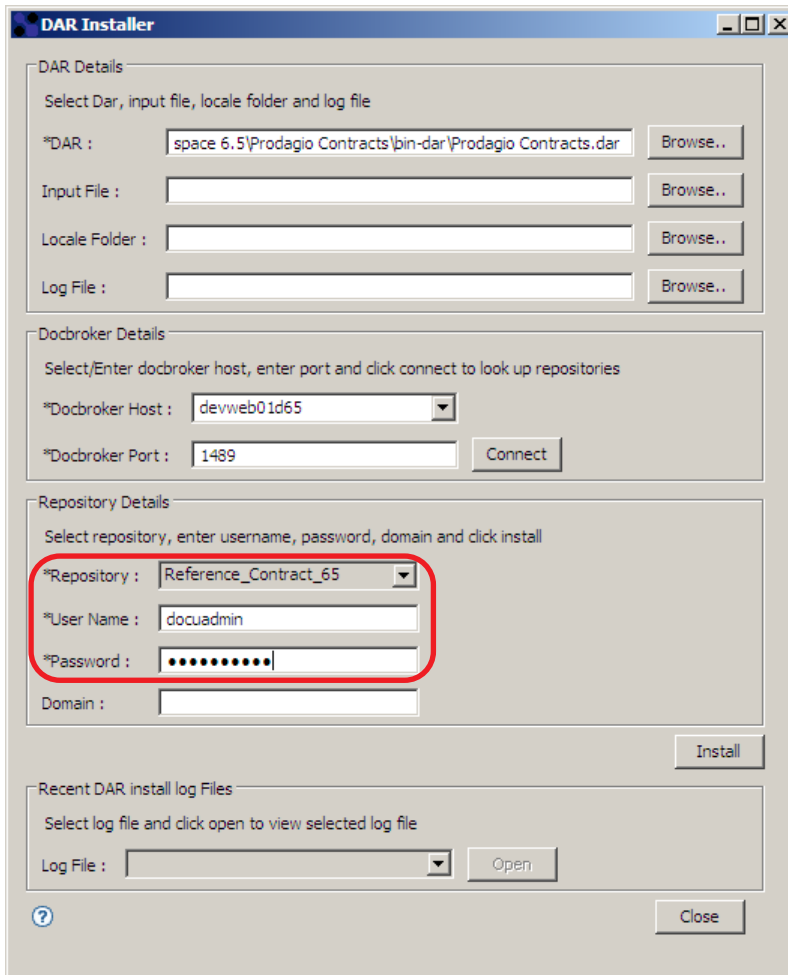 DAR Installer
DAR Details
Select Dar, input file, locale folder and log file
*DAR : space 6.5\Prodagio Contracts\bin-dar\Prodagio Contracts.dar Browse..
Input File : Browse..
Locale Folder : Browse..
Log File : Browse..
Docbroker Details
Select/Enter docbroker host, enter port and click connect to look up repositories
*Docbroker Host : devweb01d65
*Docbroker Port : 1489 Connect
Repository Details
Select repository, enter username, password, domain and click install
*Repository : Reference_Contract_65
*User Name : docuadmin
*Password : ●●●●●●●●●●
Domain :
Install
Recent DAR install log Files
Select log file and click open to view selected log file
Log File : Open
? Close